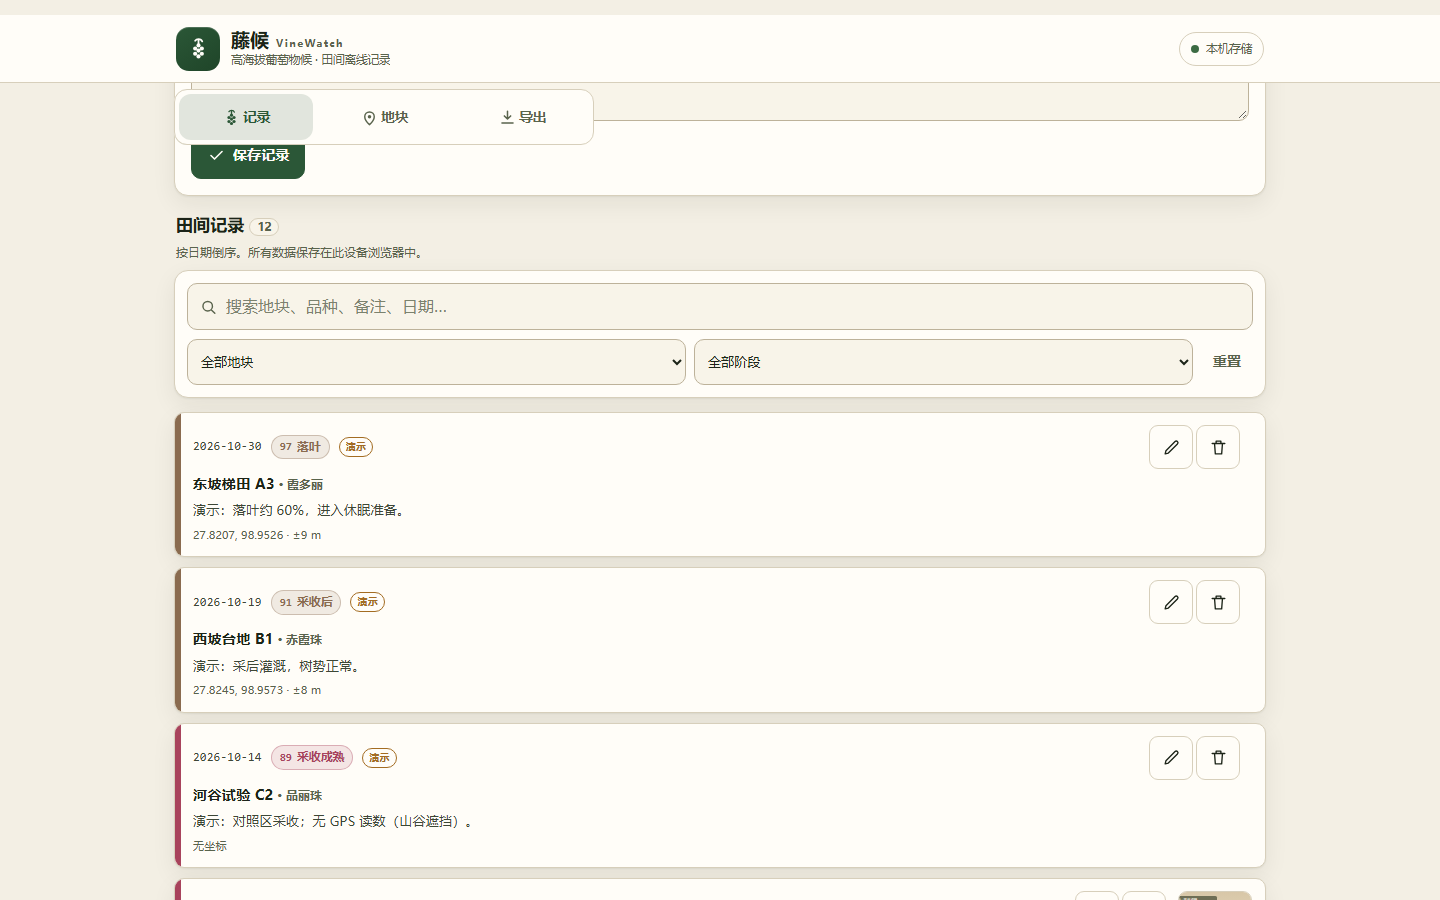 藤候 VineWatch
高海拔葡萄物候 · 田间离线记录
本机存储
记录
地块
导出
保存记录
田间记录 12
按日期倒序。所有数据保存在此设备浏览器中。
搜索地块、品种、备注、日期...
全部地块
全部阶段
重置
2026-10-30 97 落叶 演示
东坡梯田 A3 · 霞多丽
演示：落叶约 60%，进入休眠准备。
27.8207, 98.9526 · ±9 m
2026-10-19 91 采收后 演示
西坡台地 B1 · 赤霞珠
演示：采后灌溉，树势正常。
27.8245, 98.9573 · ±8 m
2026-10-14 89 采收成熟 演示
河谷试验 C2 · 品丽珠
演示：对照区采收；无 GPS 读数（山谷遮挡）。
无坐标